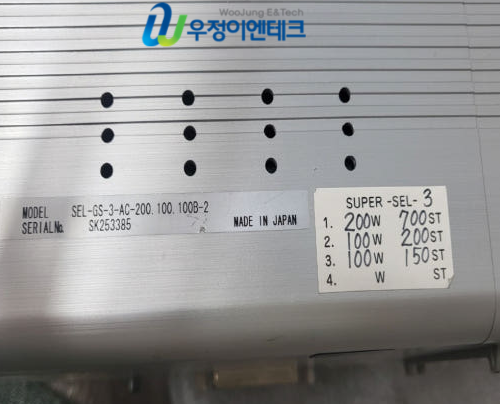 WooJung E&Tech
우정이엔테크
MODEL SEL-GS-3-AC-200.100.100B-2
SERIAL No. SK253385
MADE IN JAPAN
SUPER -SEL- 3
1. 200W 700ST
2. 100W 200ST
3. 100W 150ST
4. W ST